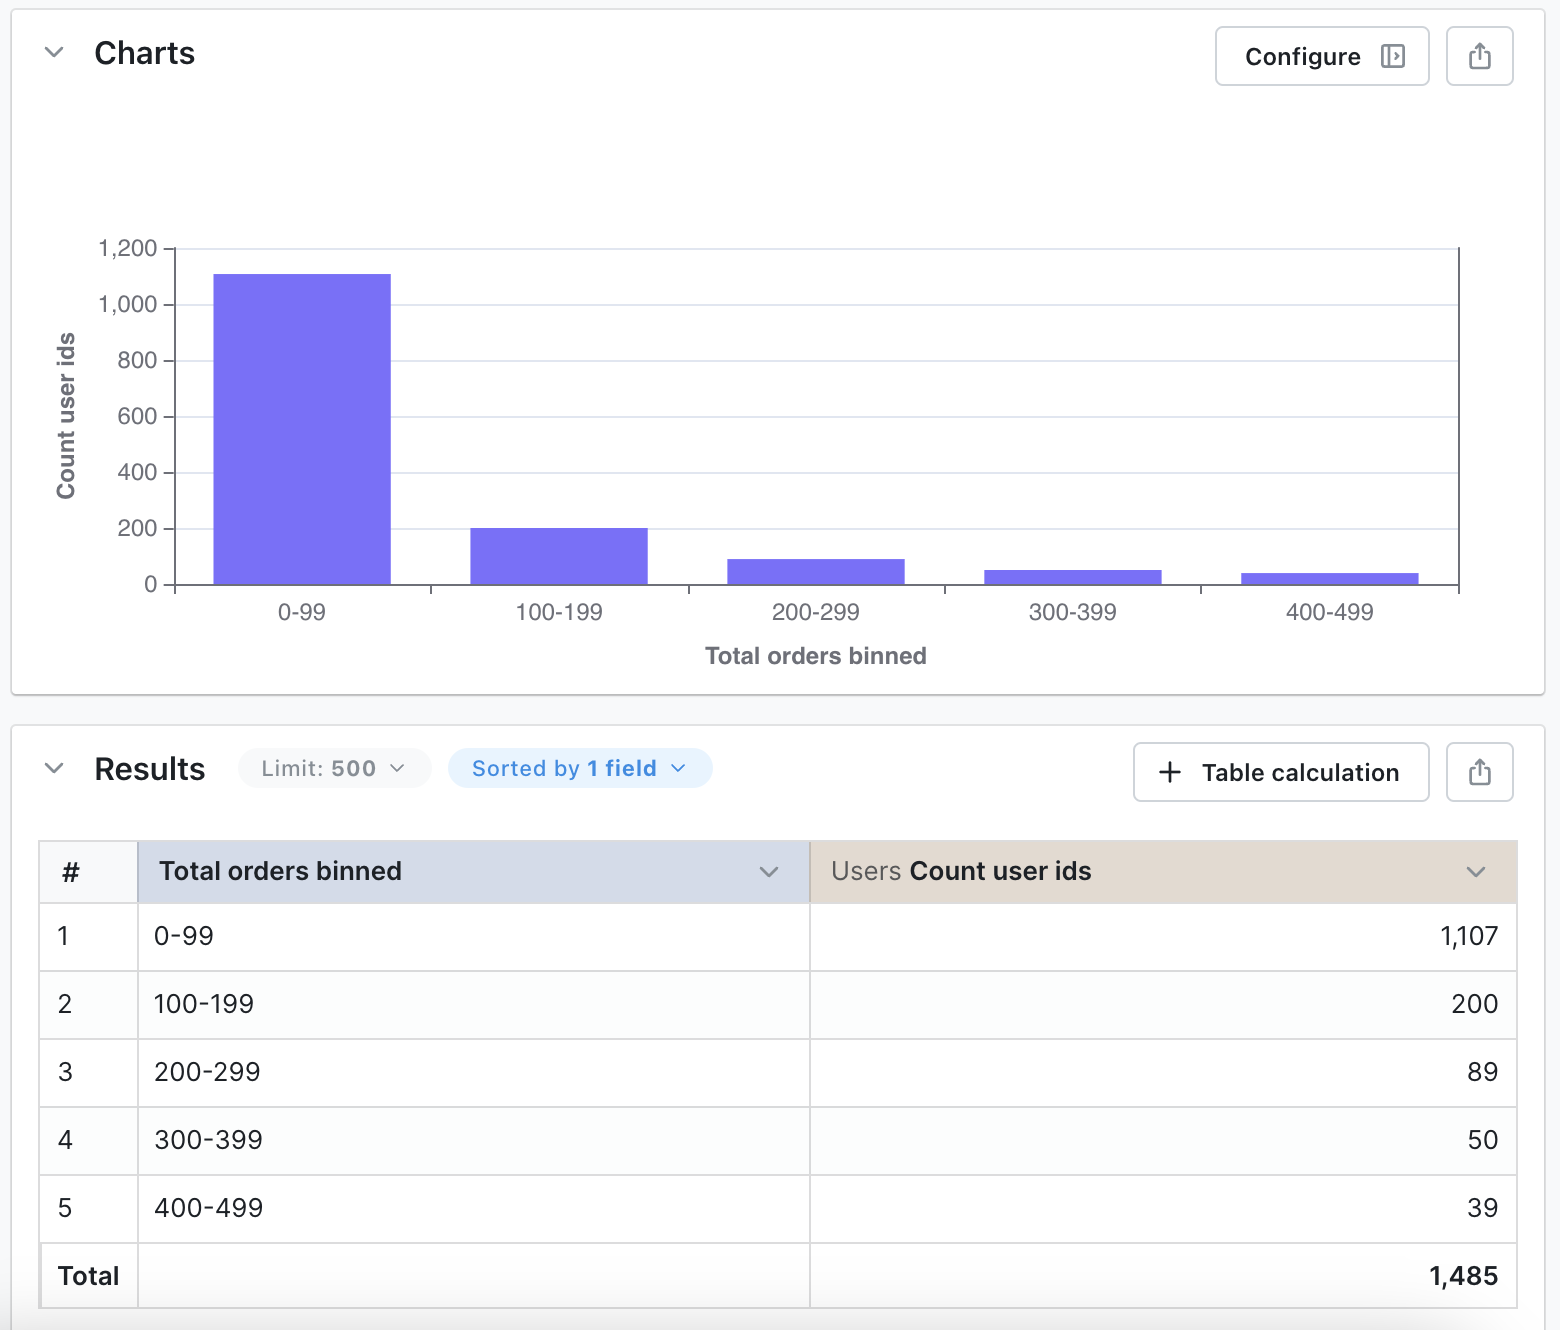 Charts
Configure
1,200
1,000
800
600
400
200
0
Count user ids
0-99 100-199 200-299 300-399 400-499
Total orders binned
Results Limit: 500 Sorted by 1 field + Table calculation
# Total orders binned Users Count user ids
1 0-99 1,107
2 100-199 200
3 200-299 89
4 300-399 50
5 400-499 39
Total 1,485